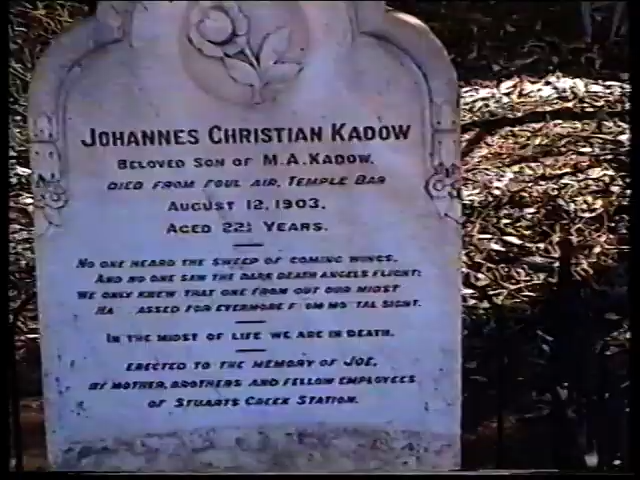 JOHANNES CHRISTIAN KADOW
BELOVED SON OF M.A. KADOW,
DIED FROM FOUL AIR, TEMPLE BAR
AUGUST 12, 1903.
AGED 22½ YEARS.
NO ONE HEARD THE SWEEP OF COMING WINGS,
AND NO ONE SAW THE DARK DEATH ANGELS FLIGHT;
WE ONLY KNEW THAT ONE FROM OUT OUR MIDST
HA ASSED FOR EVERMORE F OM MO TAL SIGHT.
IN THE MIDST OF LIFE WE ARE IN DEATH.
ERECTED TO THE MEMORY OF JOE,
BY MOTHER, BROTHERS AND FELLOW EMPLOYEES
OF STUARTS CREEK STATION.